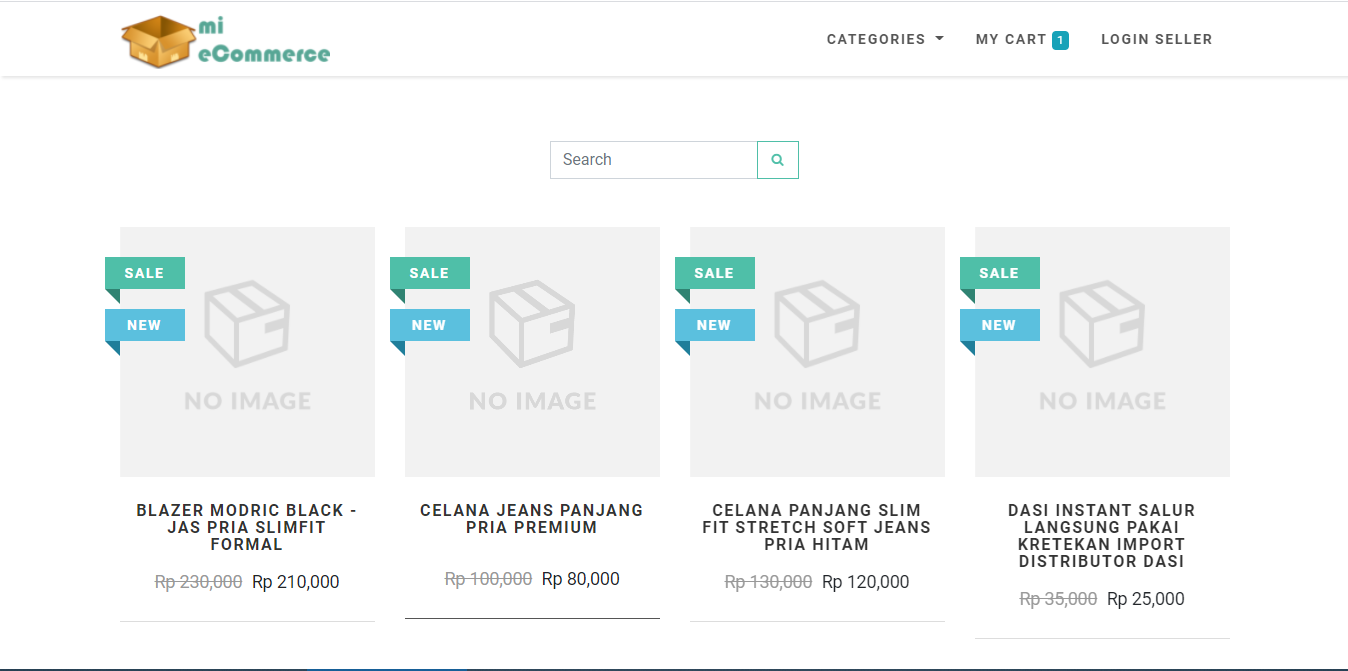 mi
eCommerce
CATEGORIES
MY CART 1
LOGIN SELLER
Search
SALE
NEW
NO IMAGE
SALE
NEW
NO IMAGE
SALE
NEW
NO IMAGE
SALE
NEW
NO IMAGE
BLAZER MODRIC BLACK -
JAS PRIA SLIMFIT
FORMAL
Rp 230,000 Rp 210,000
CELANA JEANS PANJANG
PRIA PREMIUM
Rp 100,000 Rp 80,000
CELANA PANJANG SLIM
FIT STRETCH SOFT JEANS
PRIA HITAM
Rp 130,000 Rp 120,000
DASI INSTANT SALUR
LANGSUNG PAKAI
KRETEKAN IMPORT
DISTRIBUTOR DASI
Rp 35,000 Rp 25,000